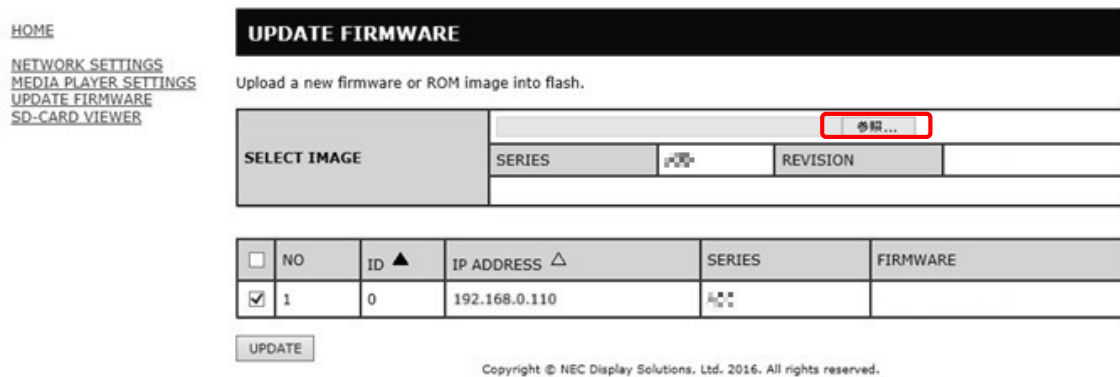 HOME
NETWORK SETTINGS
MEDIA PLAYER SETTINGS
UPDATE FIRMWARE
SD-CARD VIEWER
UPDATE FIRMWARE
Upload a new firmware or ROM image into flash.
SELECT IMAGE
参照...
SERIES REVISION
NO ID ▲ IP ADDRESS △ SERIES FIRMWARE
1 0 192.168.0.110
UPDATE
Copyright © NEC Display Solutions, Ltd. 2016. All rights reserved.